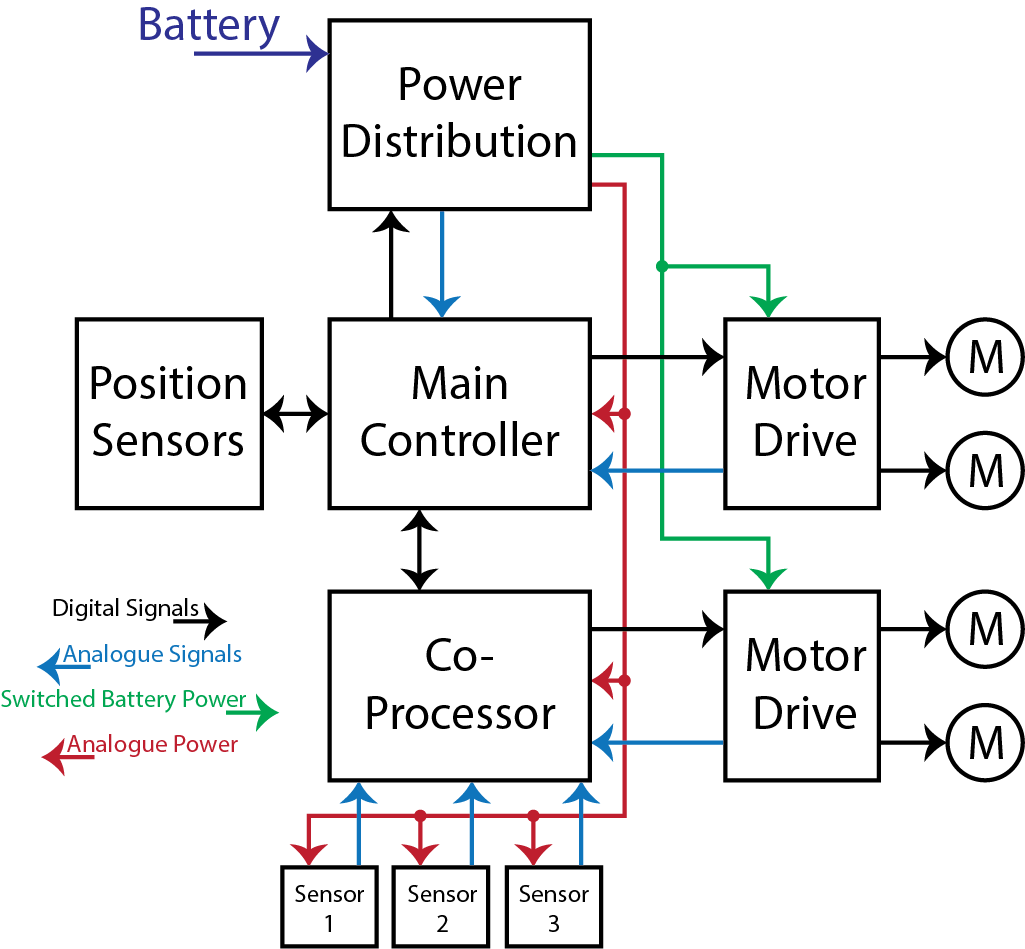 Battery
Power
Distribution
Position
Sensors
Main
Controller
Motor
Drive
M
M
Digital Signals
Analogue Signals
Switched Battery Power
Analogue Power
Co-
Processor
Motor
Drive
M
M
Sensor
1
Sensor
2
Sensor
3